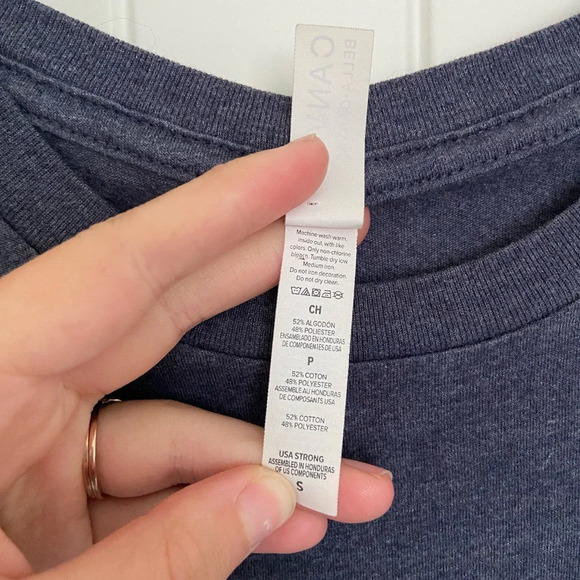 BELLA+CANVAS
CANV
Machine wash warm,
inside out, with like
colors. Only non-chlorine
bleach. Tumble dry low
Medium iron.
Do not iron decoration.
Do not dry clean.
CH
52% ALGODÓN
48% POLIESTER
ENSAMBLADO EN HONDURAS
DE COMPONENTES DE USA
P
52% COTON
48% POLYESTER
ASSEMBLE AU HONDURAS
DE COMPOSANTS USA
52% COTTON
48% POLYESTER
USA STRONG
ASSEMBLED IN HONDURAS
OF US COMPONENTS
S